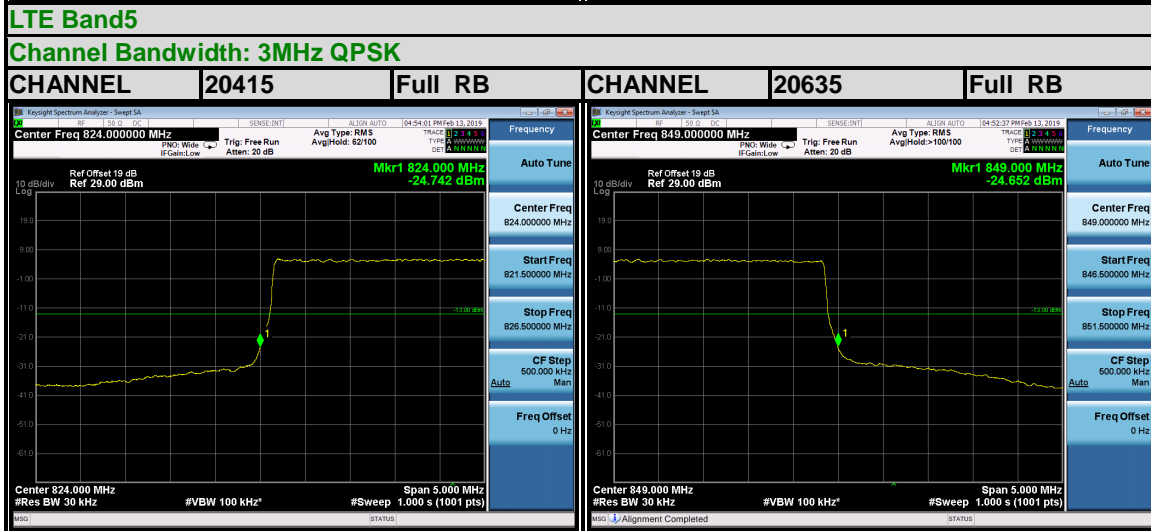 LTE Band5
Channel Bandwidth: 3MHz QPSK
CHANNEL 20415 Full RB CHANNEL 20635 Full RB
Keysight Spectrum Analyzer - Swept SA
RF 50 Ω DC SENSE:INT ALIGN AUTO 04:54:01 PM Feb 13, 2019
Center Freq 824.000000 MHz
PNO: Wide Trig: Free Run
IFGain:Low Atten: 20 dB
Avg Type: RMS
Avg|Hold: 62/100
TRACE 1 2 3 4 5 6
TYPE A WWWWW
DET A N N N N N
Mkr1 824.000 MHz
-24.742 dBm
Ref Offset 19 dB
10 dB/div Ref 29.00 dBm
Log
19.0
9.00
-1.00
-11.0
-13.00 dBm
-21.0
1
-31.0
-41.0
-51.0
-61.0
Center 824.000 MHz Span 5.000 MHz
#Res BW 30 kHz #VBW 100 kHz* #Sweep 1.000 s (1001 pts)
MSG STATUS
Frequency
Auto Tune
Center Freq
824.000000 MHz
Start Freq
821.500000 MHz
Stop Freq
826.500000 MHz
CF Step
500.000 kHz
Auto Man
Freq Offset
0 Hz
Keysight Spectrum Analyzer - Swept SA
RF 50 Ω DC SENSE:INT ALIGN AUTO 04:52:37 PM Feb 13, 2019
Center Freq 849.000000 MHz
PNO: Wide Trig: Free Run
IFGain:Low Atten: 20 dB
Avg Type: RMS
Avg|Hold:>100/100
TRACE 1 2 3 4 5 6
TYPE A WWWWW
DET A N N N N N
Mkr1 849.000 MHz
-24.652 dBm
Ref Offset 19 dB
10 dB/div Ref 29.00 dBm
Log
19.0
9.00
-1.00
-11.0
-13.00 dBm
-21.0
1
-31.0
-41.0
-51.0
-61.0
Center 849.000 MHz Span 5.000 MHz
#Res BW 30 kHz #VBW 100 kHz* #Sweep 1.000 s (1001 pts)
MSG Alignment Completed STATUS
Frequency
Auto Tune
Center Freq
849.000000 MHz
Start Freq
846.500000 MHz
Stop Freq
851.500000 MHz
CF Step
500.000 kHz
Auto Man
Freq Offset
0 Hz